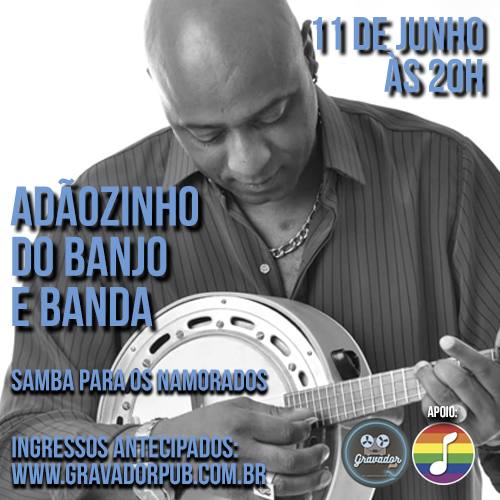 11 DE JUNHO
ÀS 20H
ADÃOZINHO
DO BANJO
E BANDA
SAMBA PARA OS NAMORADOS
INGRESSOS ANTECIPADOS:
WWW.GRAVADORPUB.COM.BR
APOIO:
Gravador
pub